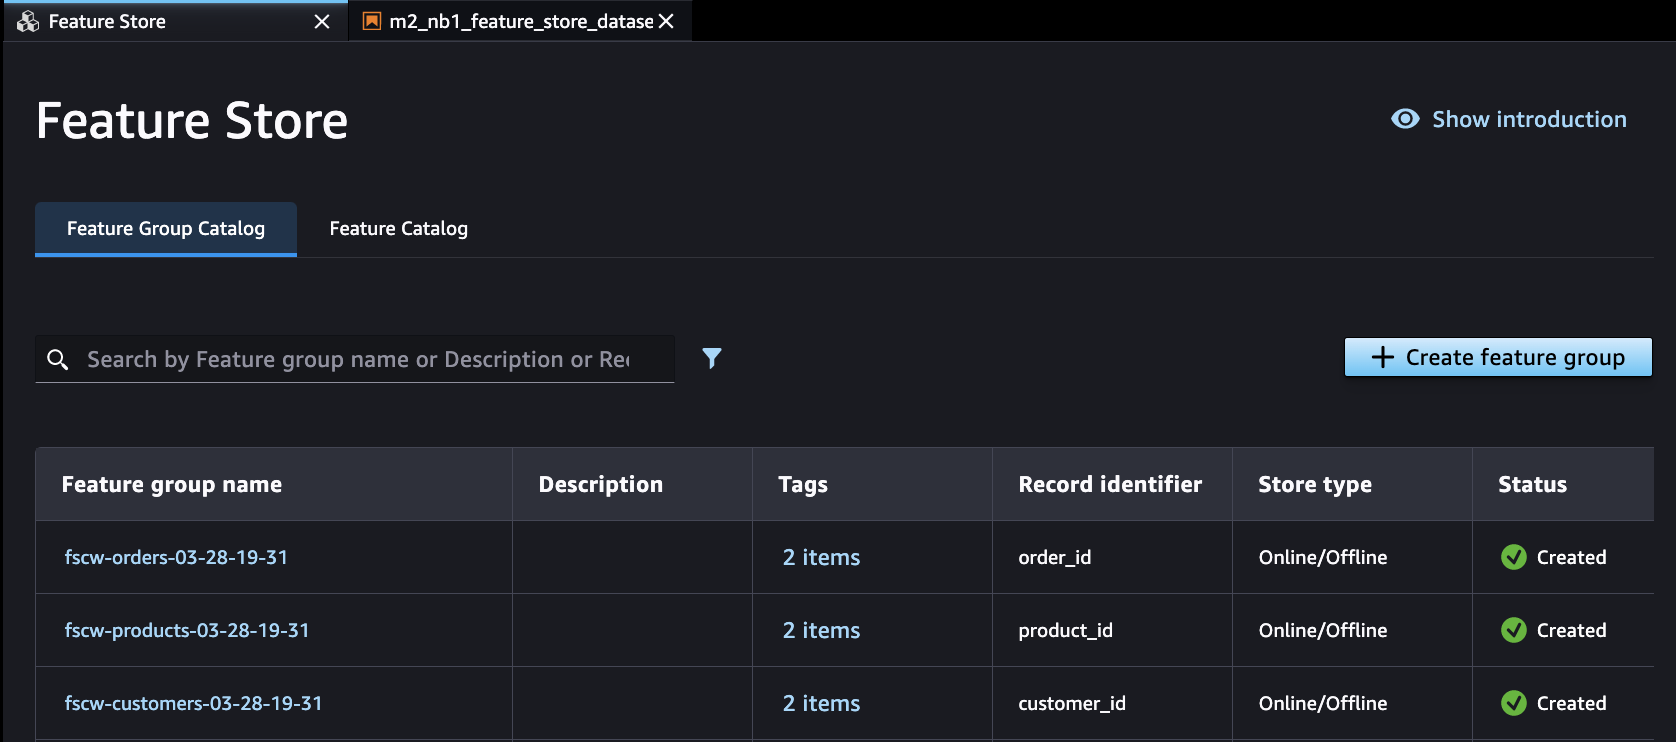 Feature Store
m2_nb1_feature_store_datase
Feature Store
Show introduction
Feature Group Catalog
Feature Catalog
Search by Feature group name or Description or Rec
Create feature group
Feature group name Description Tags Record identifier Store type Status
fscw-orders-03-28-19-31 2 items order_id Online/Offline Created
fscw-products-03-28-19-31 2 items product_id Online/Offline Created
fscw-customers-03-28-19-31 2 items customer_id Online/Offline Created